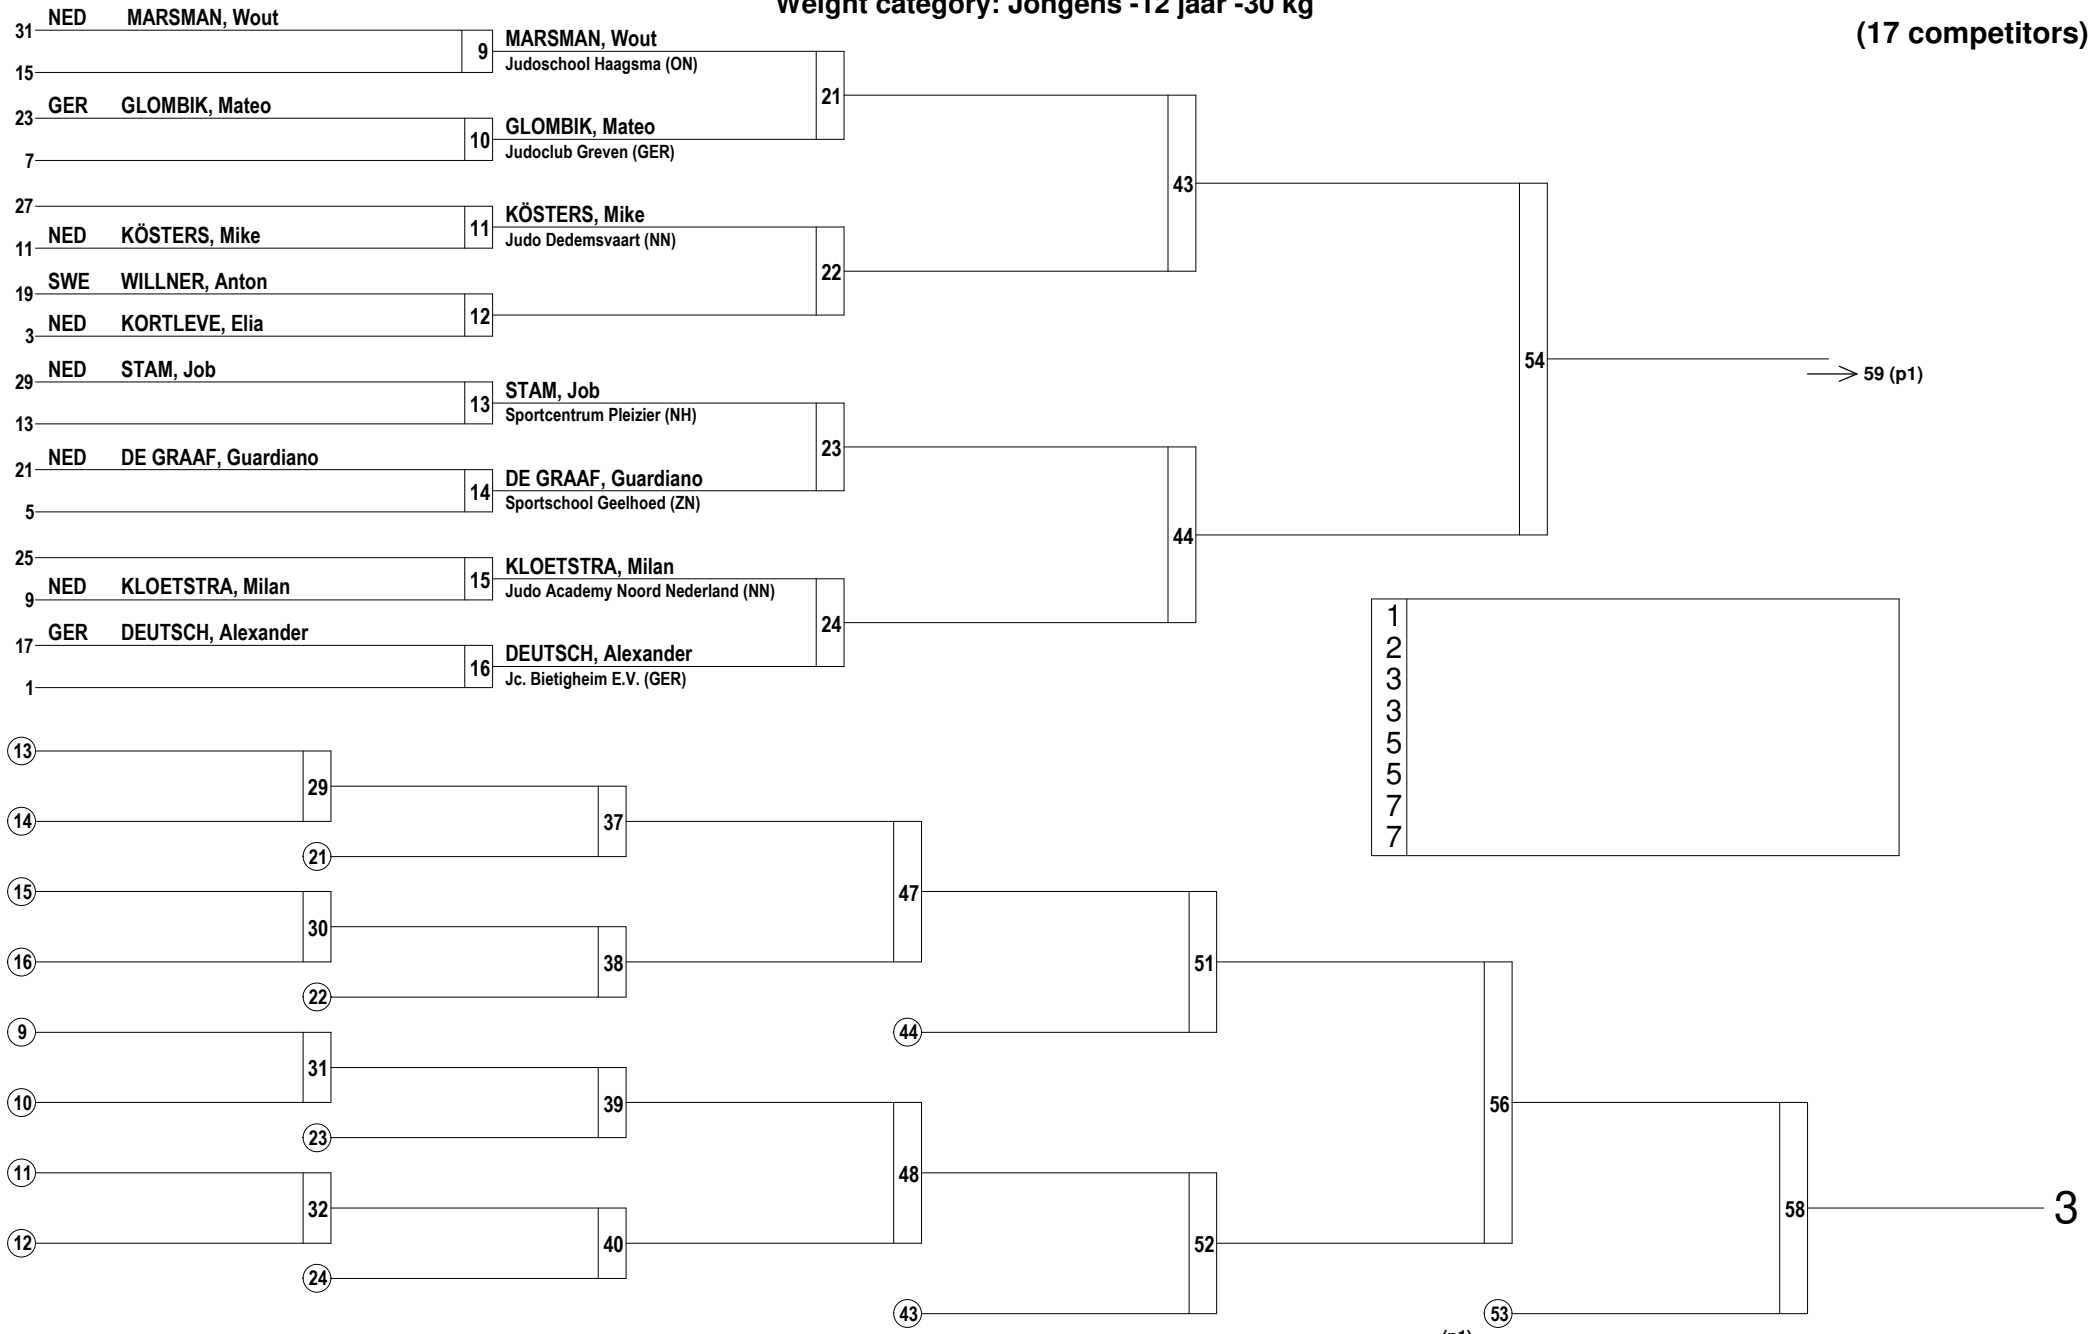 Weight category: Jongens -12 jaar -30 kg
(17 competitors)
31 NED MARSMAN, Wout
15
9 MARSMAN, Wout
Judoschool Haagsma (ON)
23 GER GLOMBIK, Mateo
7
10 GLOMBIK, Mateo
Judoclub Greven (GER)
21
27
11 NED KÖSTERS, Mike
11 KÖSTERS, Mike
Judo Dedemsvaart (NN)
19 SWE WILLNER, Anton
3 NED KORTLEVE, Elia
12
22
43
29 NED STAM, Job
13
13 STAM, Job
Sportcentrum Pleizier (NH)
21 NED DE GRAAF, Guardiano
5
14 DE GRAAF, Guardiano
Sportschool Geelhoed (ZN)
23
25
9 NED KLOETSTRA, Milan
15 KLOETSTRA, Milan
Judo Academy Noord Nederland (NN)
17 GER DEUTSCH, Alexander
1
16 DEUTSCH, Alexander
Jc. Bietigheim E.V. (GER)
24
44
54
59 (p1)
1
2
3
3
5
5
7
7
13
29
14
37
21
15
30
16
38
22
47
51
44
9
31
10
39
23
11
32
12
40
24
48
52
43
56
58
53
3
(p1)